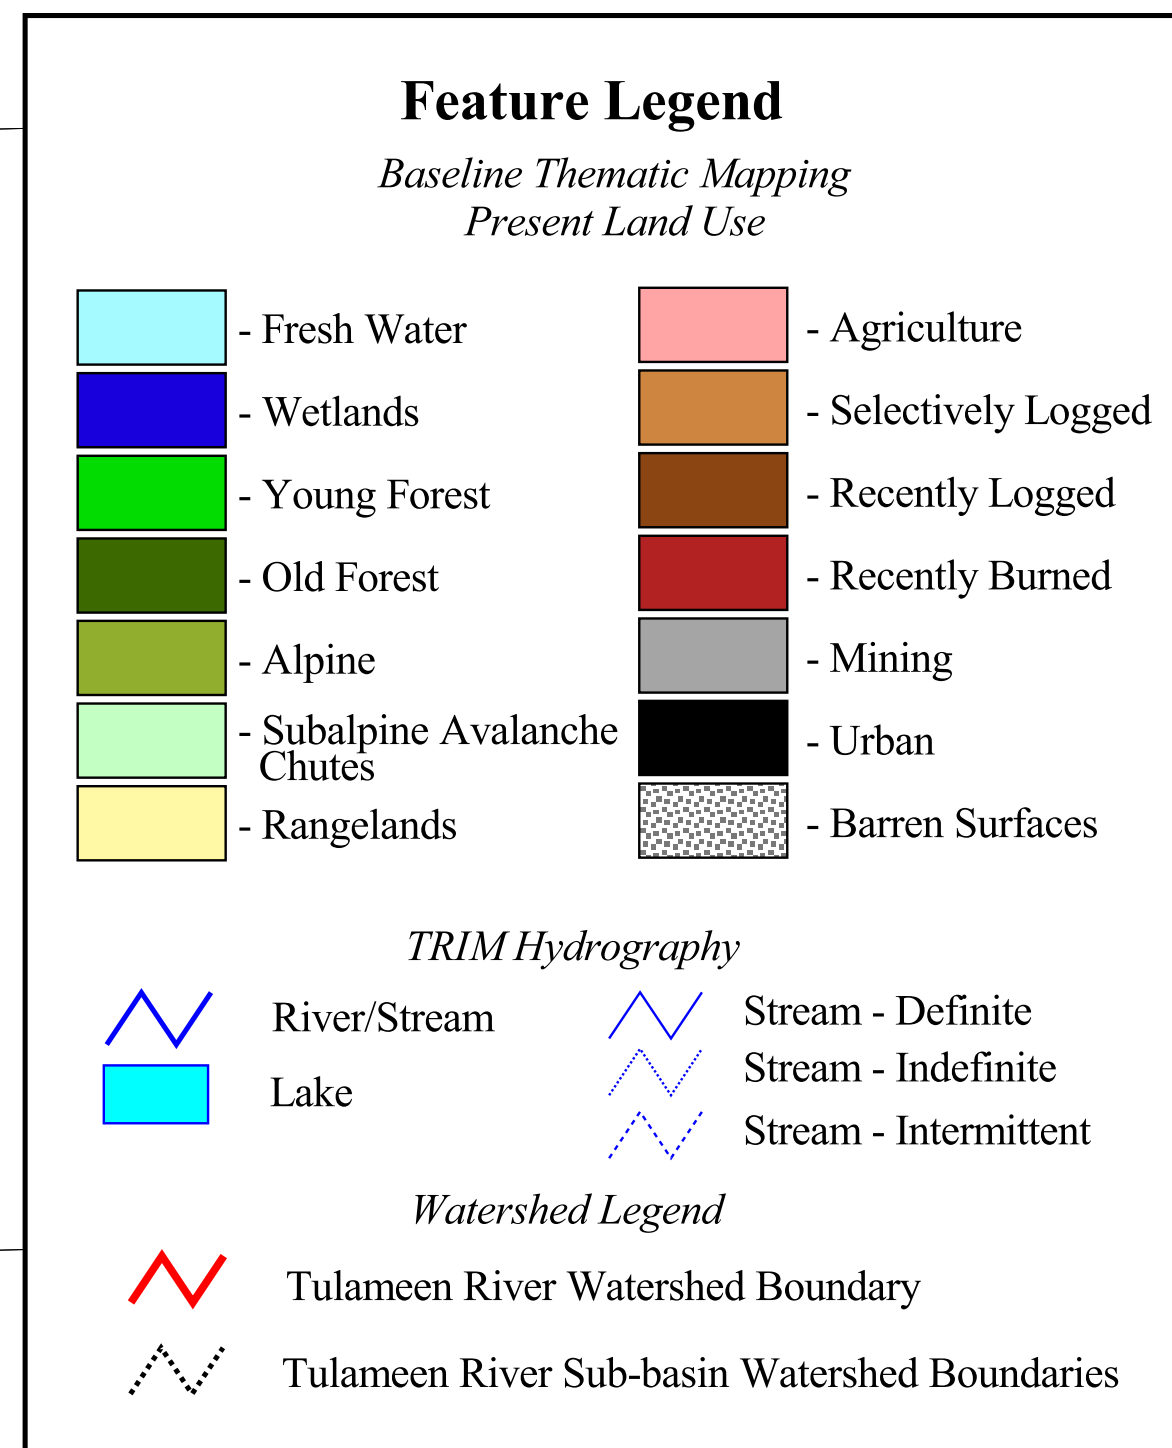 Feature Legend
Baseline Thematic Mapping
Present Land Use
- Fresh Water
- Wetlands
- Young Forest
- Old Forest
- Alpine
- Subalpine Avalanche
Chutes
- Rangelands
- Agriculture
- Selectively Logged
- Recently Logged
- Recently Burned
- Mining
- Urban
- Barren Surfaces
TRIM Hydrography
River/Stream
Lake
Stream - Definite
Stream - Indefinite
Stream - Intermittent
Watershed Legend
Tulameen River Watershed Boundary
Tulameen River Sub-basin Watershed Boundaries